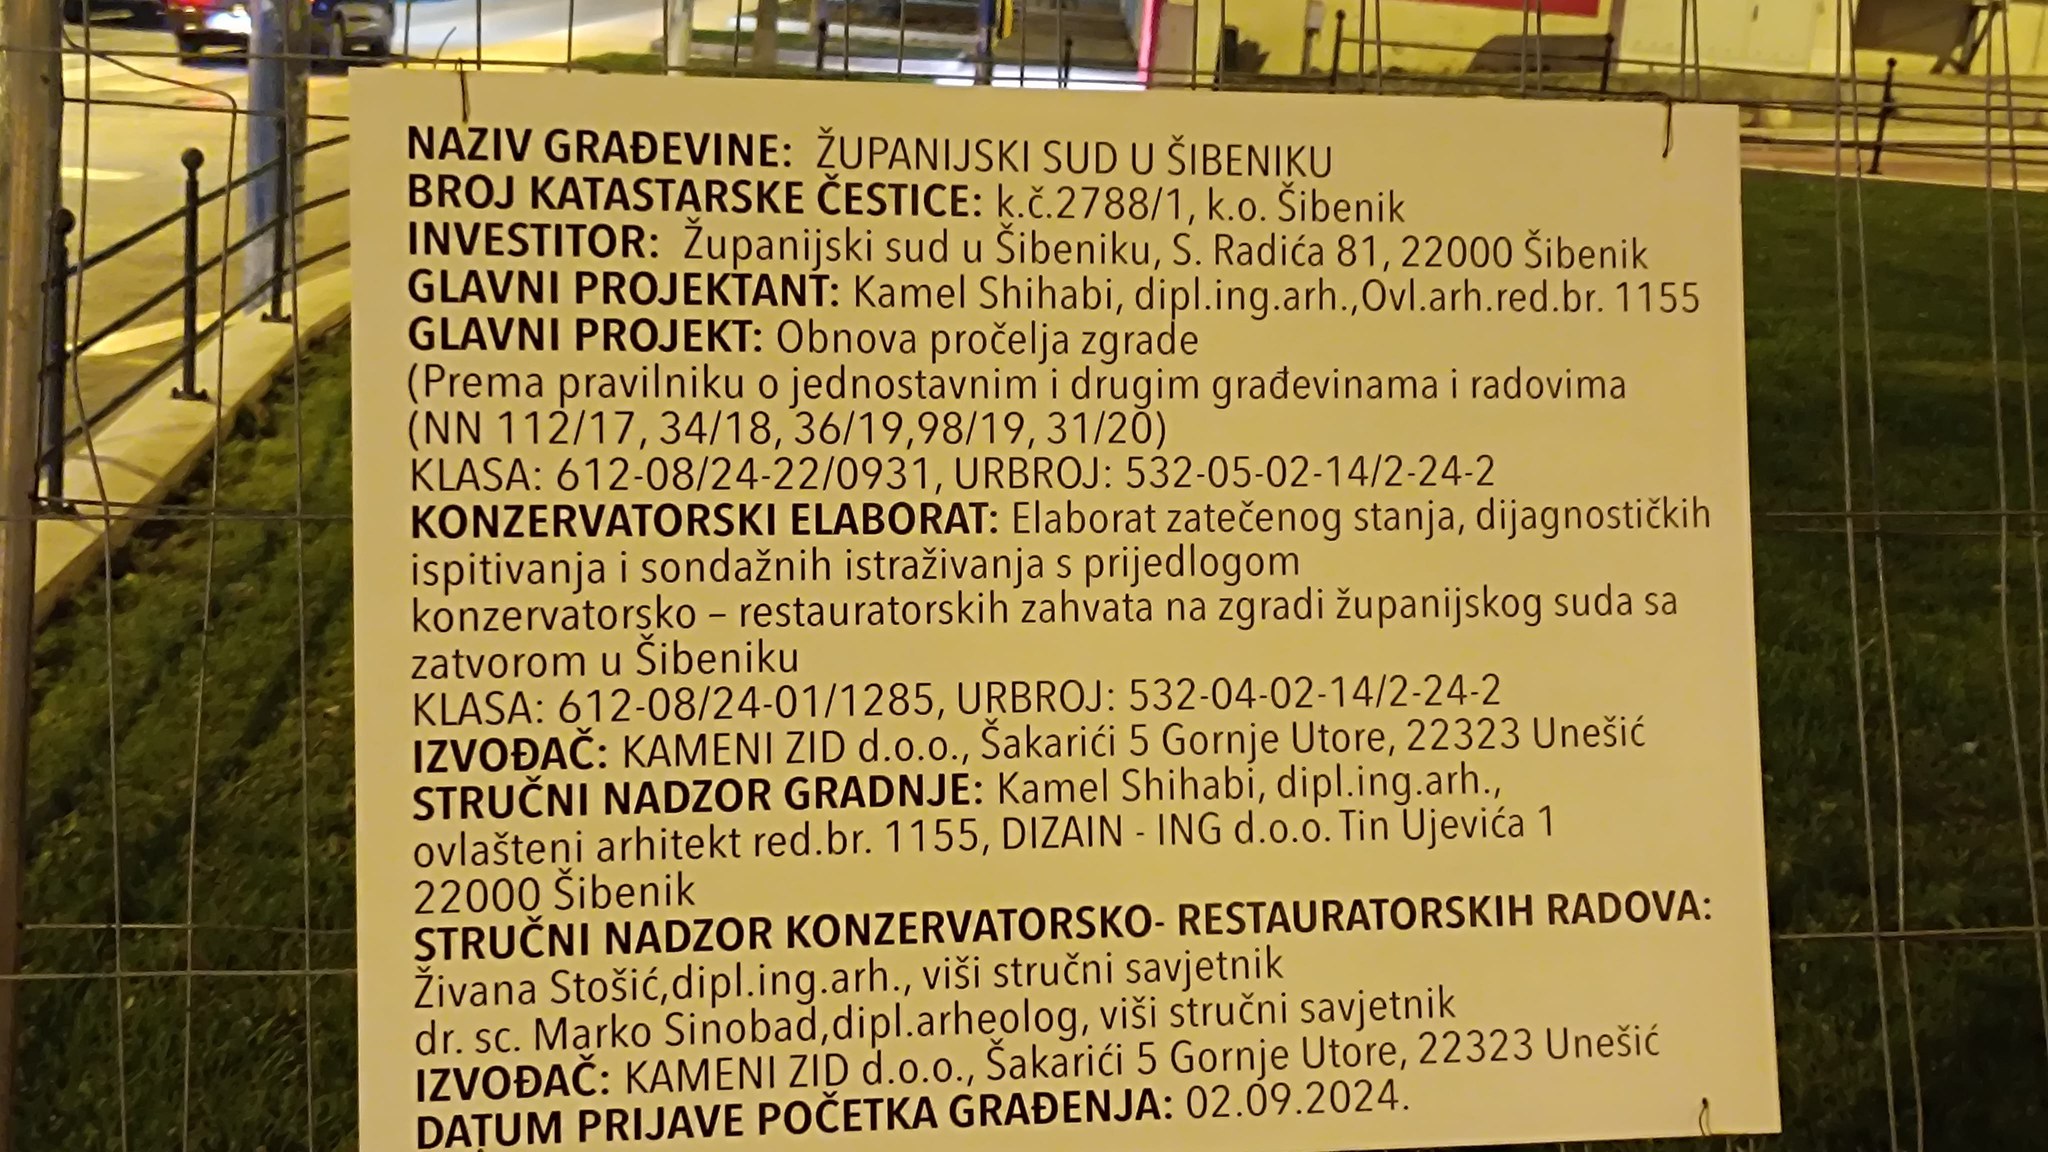 NAZIV GRAĐEVINE: ŽUPANIJSKI SUD U ŠIBENIKU
BROJ KATASTARSKE ČESTICE: k.č.2788/1, k.o. Šibenik
INVESTITOR: Županijski sud u Šibeniku, S. Radića 81, 22000 Šibenik
GLAVNI PROJEKTANT: Kamel Shihabi, dipl.ing.arh.,Ovl.arh.red.br. 1155
GLAVNI PROJEKT: Obnova pročelja zgrade
(Prema pravilniku o jednostavnim i drugim građevinama i radovima
(NN 112/17, 34/18, 36/19,98/19, 31/20)
KLASA: 612-08/24-22/0931, URBROJ: 532-05-02-14/2-24-2
KONZERVATORSKI ELABORAT: Elaborat zatečenog stanja, dijagnostičkih
ispitivanja i sondažnih istraživanja s prijedlogom
konzervatorsko – restauratorskih zahvata na zgradi županijskog suda sa
zatvorom u Šibeniku
KLASA: 612-08/24-01/1285, URBROJ: 532-04-02-14/2-24-2
IZVOĐAČ: KAMENI ZID d.o.o., Šakarići 5 Gornje Utore, 22323 Unešić
STRUČNI NADZOR GRADNJE: Kamel Shihabi, dipl.ing.arh.,
ovlašteni arhitekt red.br. 1155, DIZAIN - ING d.o.o. Tin Ujevića 1
22000 Šibenik
STRUČNI NADZOR KONZERVATORSKO- RESTAURATORSKIH RADOVA:
Živana Stošić,dipl.ing.arh., viši stručni savjetnik
dr. sc. Marko Sinobad,dipl.arheolog, viši stručni savjetnik
IZVOĐAČ: KAMENI ZID d.o.o., Šakarići 5 Gornje Utore, 22323 Unešić
DATUM PRIJAVE POČETKA GRAĐENJA: 02.09.2024.